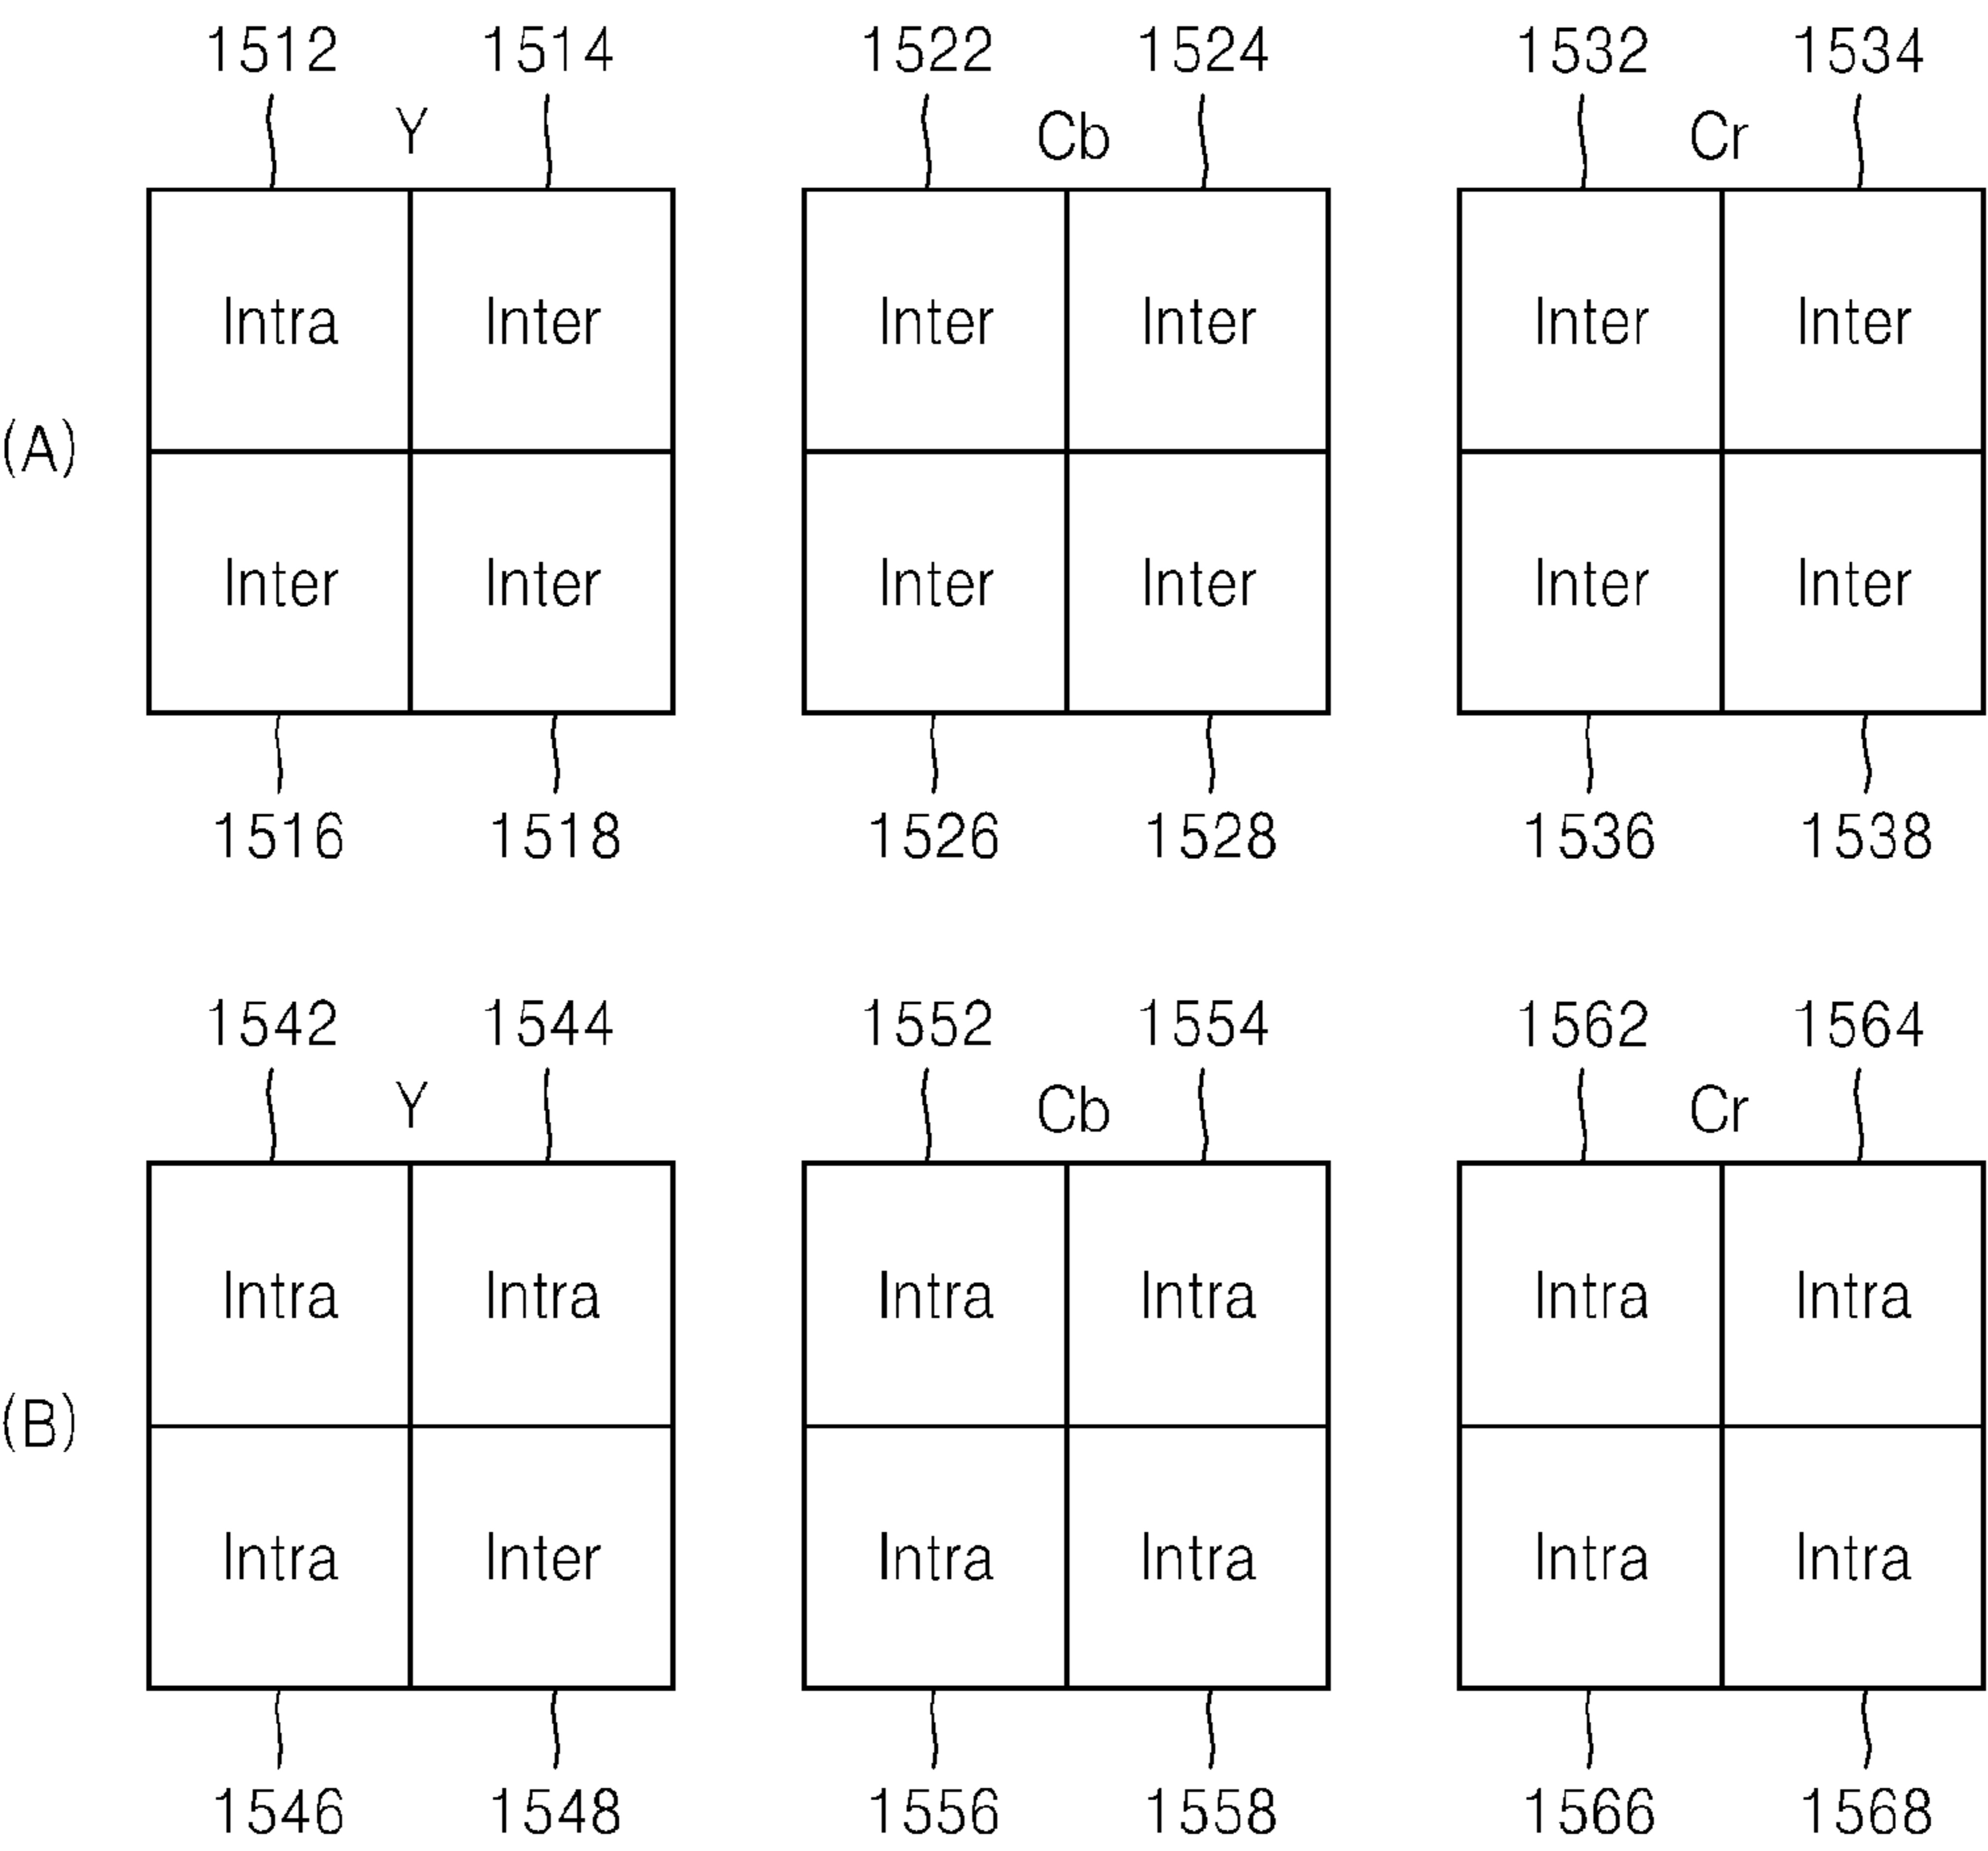 1512 1514 1522 1524 1532 1534
Y Cb Cr
Intra Inter Inter Inter Inter Inter
(A)
Inter Inter Inter Inter Inter Inter
1516 1518 1526 1528 1536 1538
1542 1544 1552 1554 1562 1564
Y Cb Cr
Intra Intra Intra Intra Intra Intra
(B)
Intra Inter Intra Intra Intra Intra
1546 1548 1556 1558 1566 1568